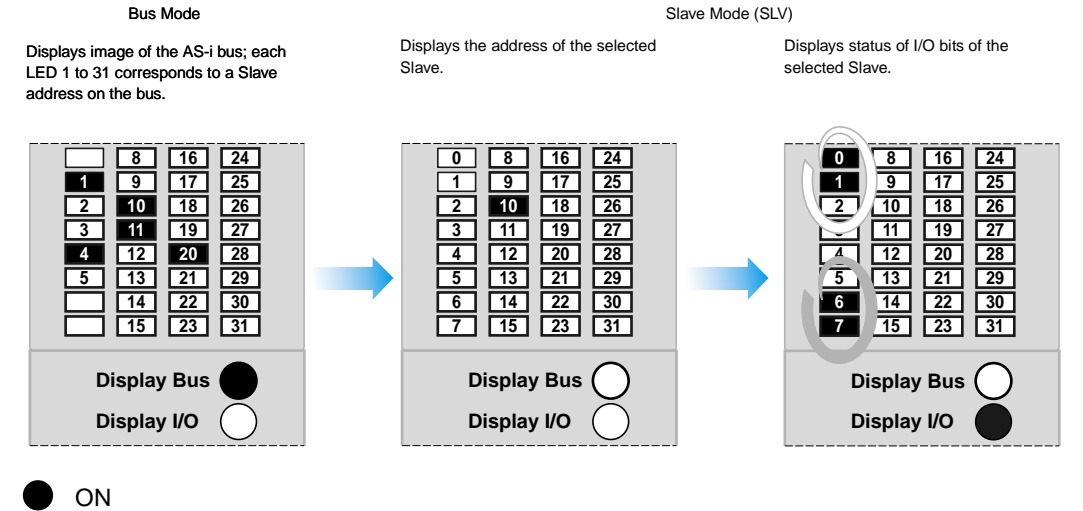 Bus Mode
Slave Mode (SLV)
Displays image of the AS-i bus; each
LED 1 to 31 corresponds to a Slave
address on the bus.
Displays the address of the selected
Slave.
Displays status of I/O bits of the
selected Slave.
8 16 24
1 9 17 25
2 10 18 26
3 11 19 27
4 12 20 28
5 13 21 29
14 22 30
15 23 31
Display Bus
Display I/O
0 8 16 24
1 9 17 25
2 10 18 26
3 11 19 27
4 12 20 28
5 13 21 29
6 14 22 30
7 15 23 31
Display Bus
Display I/O
0 8 16 24
1 9 17 25
2 10 18 26
3 11 19 27
4 12 20 28
5 13 21 29
6 14 22 30
7 15 23 31
Display Bus
Display I/O
ON